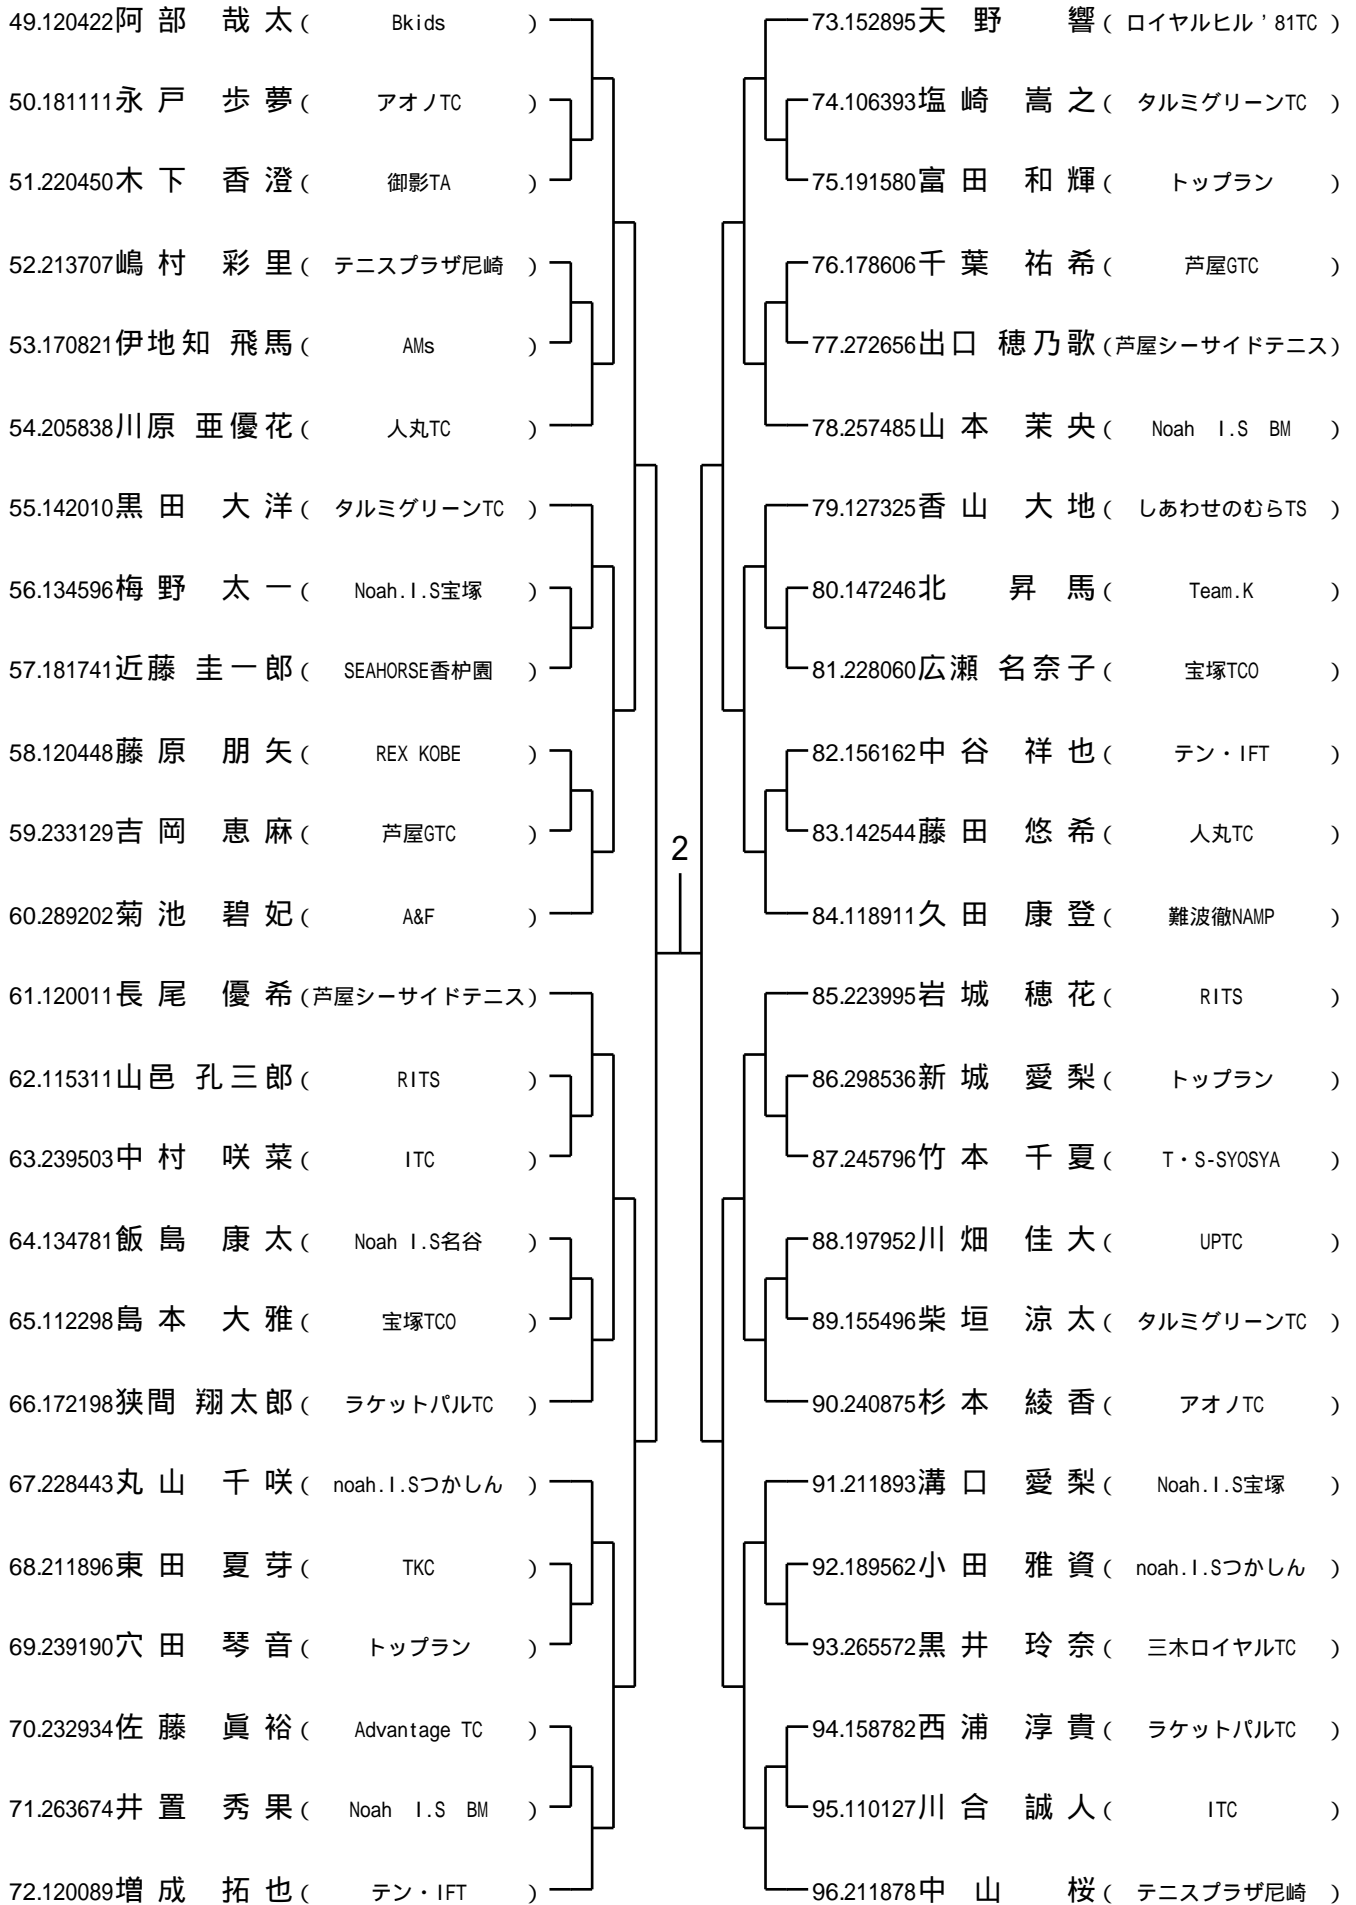 49.120422阿部 哉太( Bkids )
50.181111永戸 歩夢( アオノTC )
51.220450木下 香澄( 御影TA )
52.213707嶋村 彩里( テニスプラザ尼崎 )
53.170821伊地知 飛馬( AMs )
54.205838川原 亜優花( 人丸TC )
55.142010黒田 大洋( タルミグリーンTC )
56.134596梅野 太一( Noah.I.S宝塚 )
57.181741近藤 圭一郎( SEAHORSE香枦園 )
58.120448藤原 朋矢( REX KOBE )
59.233129吉岡 恵麻( 芦屋GTC )
60.289202菊池 碧妃( A&F )
61.120011長尾 優希(芦屋シーサイドテニス)
62.115311山邑 孔三郎( RITS )
63.239503中村 咲菜( ITC )
64.134781飯島 康太( Noah I.S名谷 )
65.112298島本 大雅( 宝塚TCO )
66.172198狭間 翔太郎( ラケットパルTC )
67.228443丸山 千咲( noah.I.Sつかしん )
68.211896東田 夏芽( TKC )
69.239190穴田 琴音( トップラン )
70.232934佐藤 眞裕( Advantage TC )
71.263674井置 秀果( Noah I.S BM )
72.120089増成 拓也( テン・IFT )
2
73.152895天野 響( ロイヤルヒル'81TC )
74.106393塩崎 嵩之( タルミグリーンTC )
75.191580富田 和輝( トップラン )
76.178606千葉 祐希( 芦屋GTC )
77.272656出口 穂乃歌(芦屋シーサイドテニス)
78.257485山本 茉央( Noah I.S BM )
79.127325香山 大地( しあわせのむらTS )
80.147246北 昇馬( Team.K )
81.228060広瀬 名奈子( 宝塚TCO )
82.156162中谷 祥也( テン・IFT )
83.142544藤田 悠希( 人丸TC )
84.118911久田 康登( 難波徹NAMP )
85.223995岩城 穂花( RITS )
86.298536新城 愛梨( トップラン )
87.245796竹本 千夏( T・S-SYOSYA )
88.197952川畑 佳大( UPTC )
89.155496柴垣 涼太( タルミグリーンTC )
90.240875杉本 綾香( アオノTC )
91.211893溝口 愛梨( Noah.I.S宝塚 )
92.189562小田 雅資( noah.I.Sつかしん )
93.265572黒井 玲奈( 三木ロイヤルTC )
94.158782西浦 淳貴( ラケットパルTC )
95.110127川合 誠人( ITC )
96.211878中山 桜( テニスプラザ尼崎 )